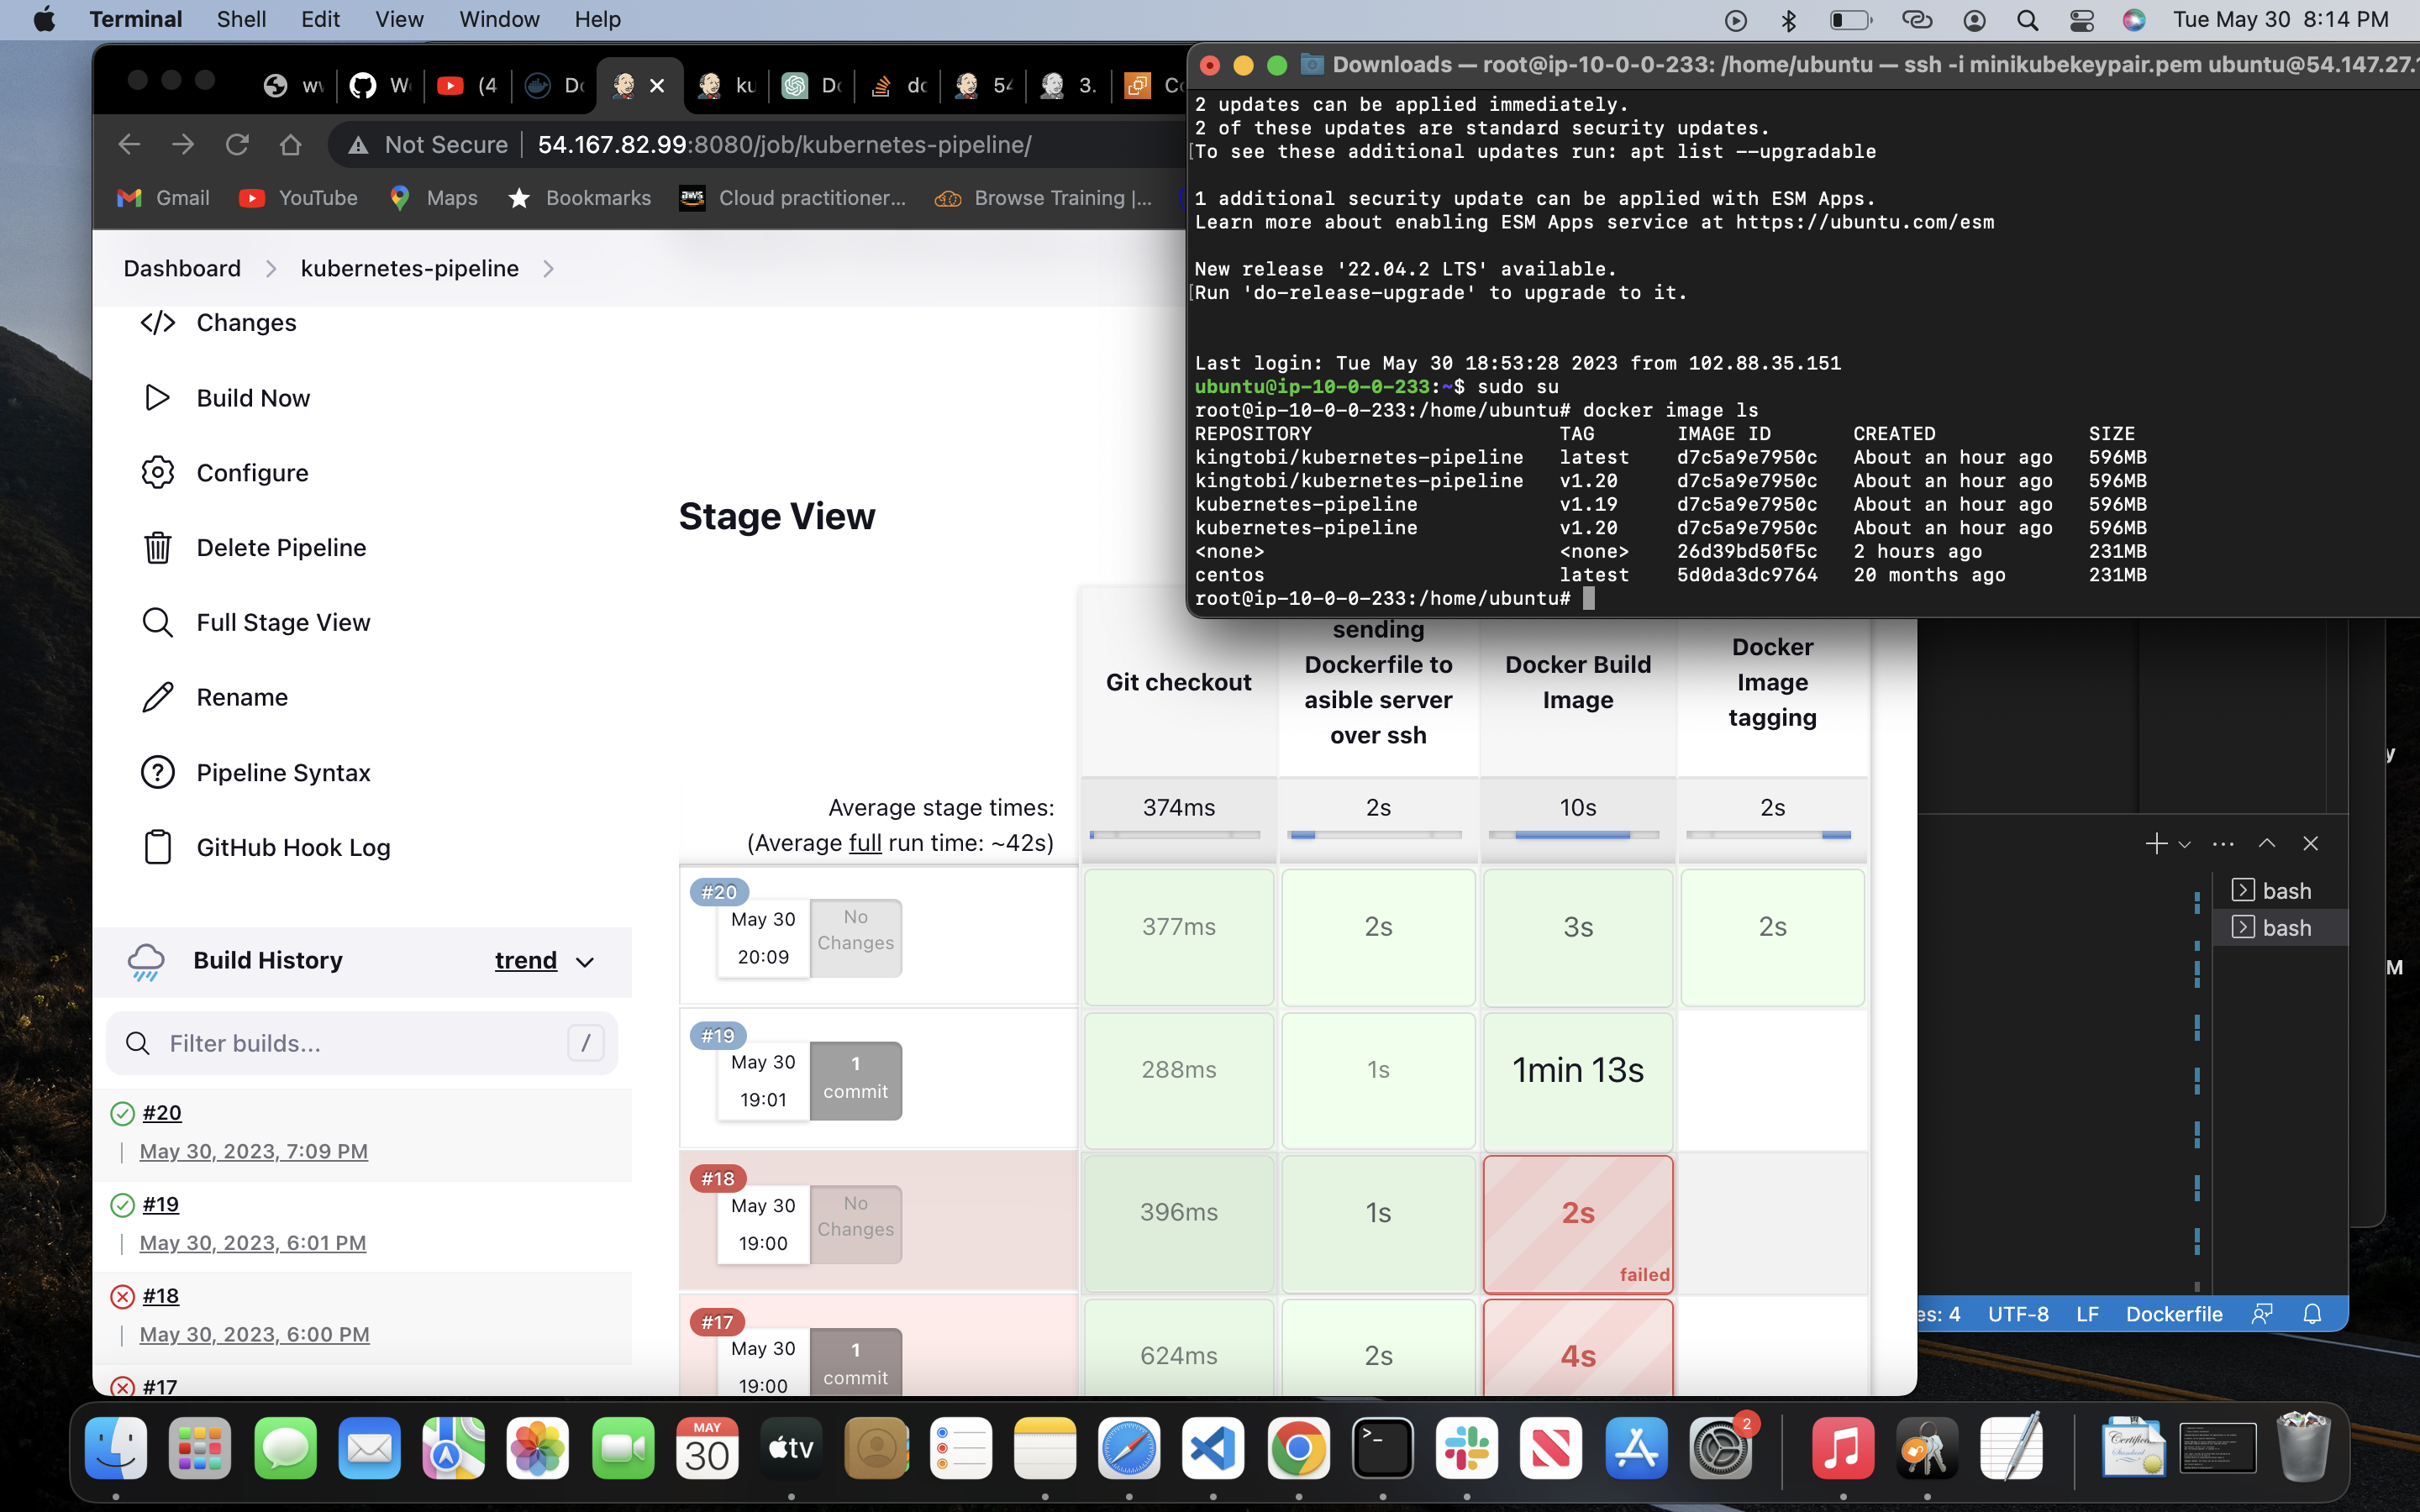 Terminal Shell Edit View Window Help
Tue May 30 8:14 PM
Not Secure 54.167.82.99:8080/job/kubernetes-pipeline/
Gmail YouTube Maps Bookmarks Cloud practitioner... Browse Training |...
Dashboard kubernetes-pipeline
Changes
Build Now
Configure
Delete Pipeline
Full Stage View
Rename
Pipeline Syntax
GitHub Hook Log
Build History trend
Filter builds... /
#20
May 30, 2023, 7:09 PM
#19
May 30, 2023, 6:01 PM
#18
May 30, 2023, 6:00 PM
#17
Stage View
Git checkout
sending
Dockerfile to
asible server
over ssh
Docker Build
Image
Docker
Image
tagging
Average stage times:
(Average full run time: ~42s)
374ms 2s 10s 2s
#20
May 30
20:09
No
Changes
377ms 2s 3s 2s
#19
May 30
19:01
1
commit
288ms 1s 1min 13s
#18
May 30
19:00
No
Changes
396ms 1s 2s
failed
#17
May 30
19:00
1
commit
624ms 2s 4s
Downloads — root@ip-10-0-0-233: /home/ubuntu — ssh -i minikubekeypair.pem ubuntu@54.147.27.
2 updates can be applied immediately.
2 of these updates are standard security updates.
To see these additional updates run: apt list --upgradable
1 additional security update can be applied with ESM Apps.
Learn more about enabling ESM Apps service at https://ubuntu.com/esm
New release '22.04.2 LTS' available.
Run 'do-release-upgrade' to upgrade to it.
Last login: Tue May 30 18:53:28 2023 from 102.88.35.151
ubuntu@ip-10-0-0-233:~$ sudo su
root@ip-10-0-0-233:/home/ubuntu# docker image ls
REPOSITORY TAG IMAGE ID CREATED SIZE
kingtobi/kubernetes-pipeline latest d7c5a9e7950c About an hour ago 596MB
kingtobi/kubernetes-pipeline v1.20 d7c5a9e7950c About an hour ago 596MB
kubernetes-pipeline v1.19 d7c5a9e7950c About an hour ago 596MB
kubernetes-pipeline v1.20 d7c5a9e7950c About an hour ago 596MB
<none> <none> 26d39bd50f5c 2 hours ago 231MB
centos latest 5d0da3dc9764 20 months ago 231MB
root@ip-10-0-0-233:/home/ubuntu#
bash
bash
es: 4 UTF-8 LF Dockerfile
MAY
30
tv
2